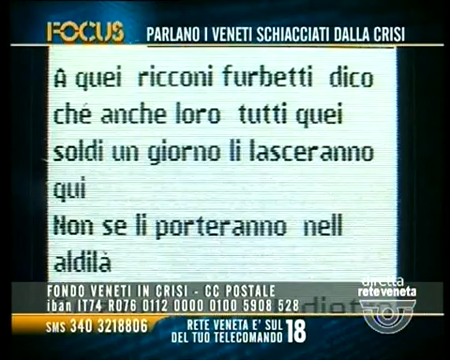 FOCUS PARLANO I VENETI SCHIACCIATI DALLA CRISI
A quei ricconi furbetti dico
ché anche loro tutti quei
soldi un giorno li lasceranno
qui
Non se li porteranno nell
aldilà
FONDO VENETI IN CRISI - CC POSTALE
iban IT74 R076 0112 0000 0100 5908 528
diretta
reteveneta
SMS 340 3218806
RETE VENETA E' SUL
DEL TUO TELECOMANDO 18